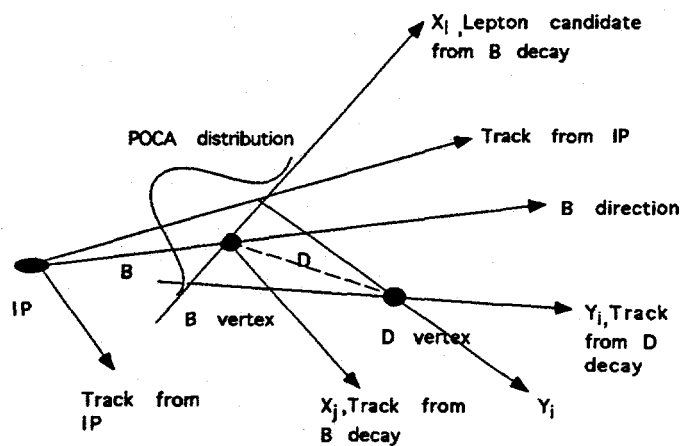 X_l,Lepton candidate
from B decay
POCA distribution
Track from IP
B direction
D
B
IP
B vertex
D vertex
Y_i,Track
from D
decay
Track from
IP
X_j,Track from
B decay
Y_i